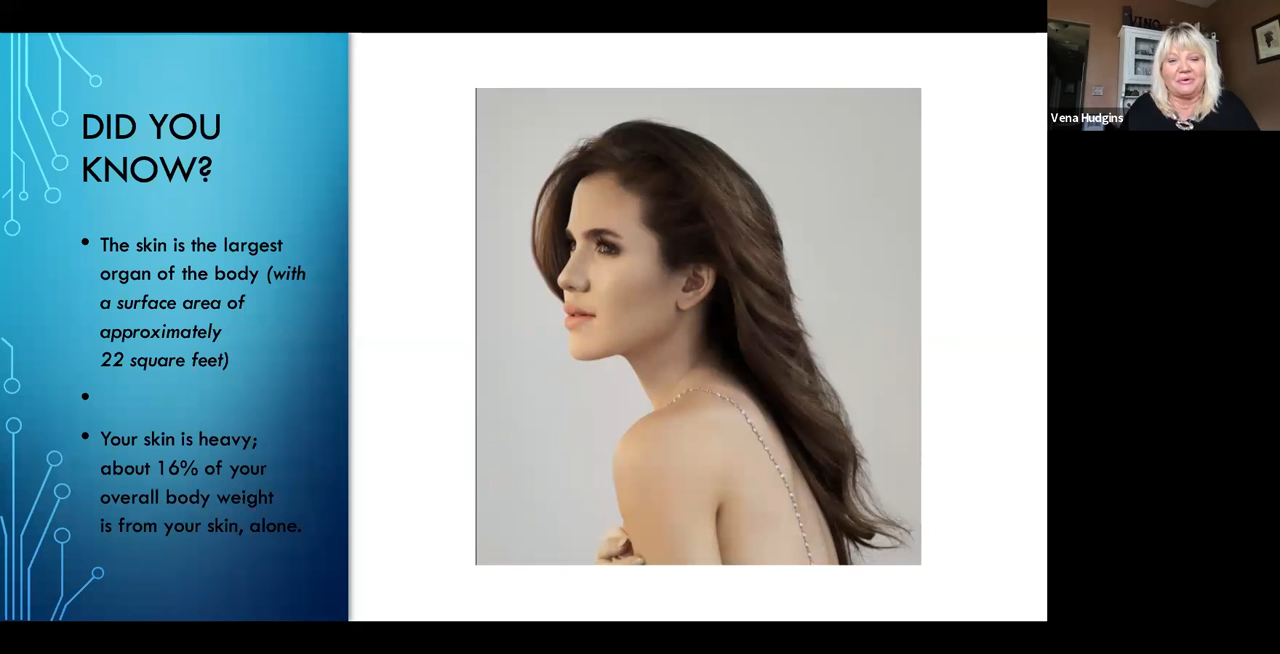 DID YOU
KNOW?
• The skin is the largest
organ of the body (with
a surface area of
approximately
22 square feet)
•
• Your skin is heavy;
about 16% of your
overall body weight
is from your skin, alone.
VINO
Vena Hudgins